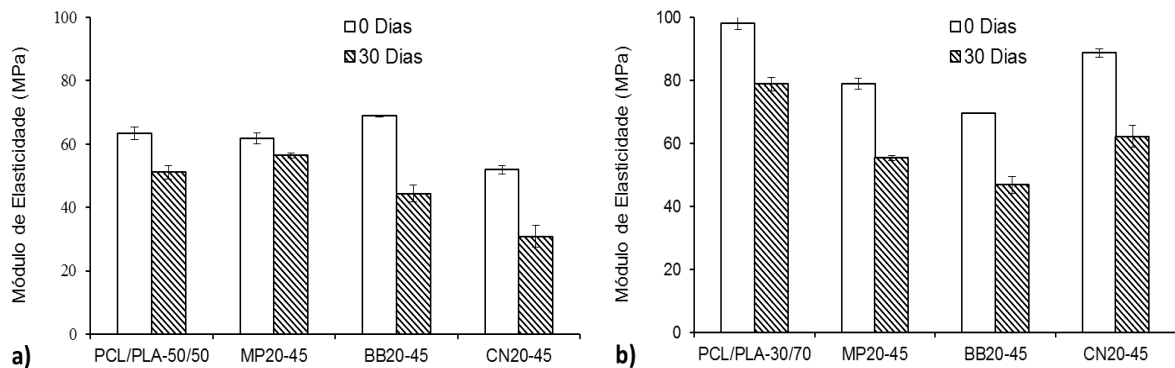 Módulo de Elasticidade (MPa)
100
80
60
40
20
0
0 Dias
30 Dias
PCL/PLA-50/50
MP20-45
BB20-45
CN20-45
a)
Módulo de Elasticidade (MPa)
100
80
60
40
20
0
0 Dias
30 Dias
PCL/PLA-30/70
MP20-45
BB20-45
CN20-45
b)